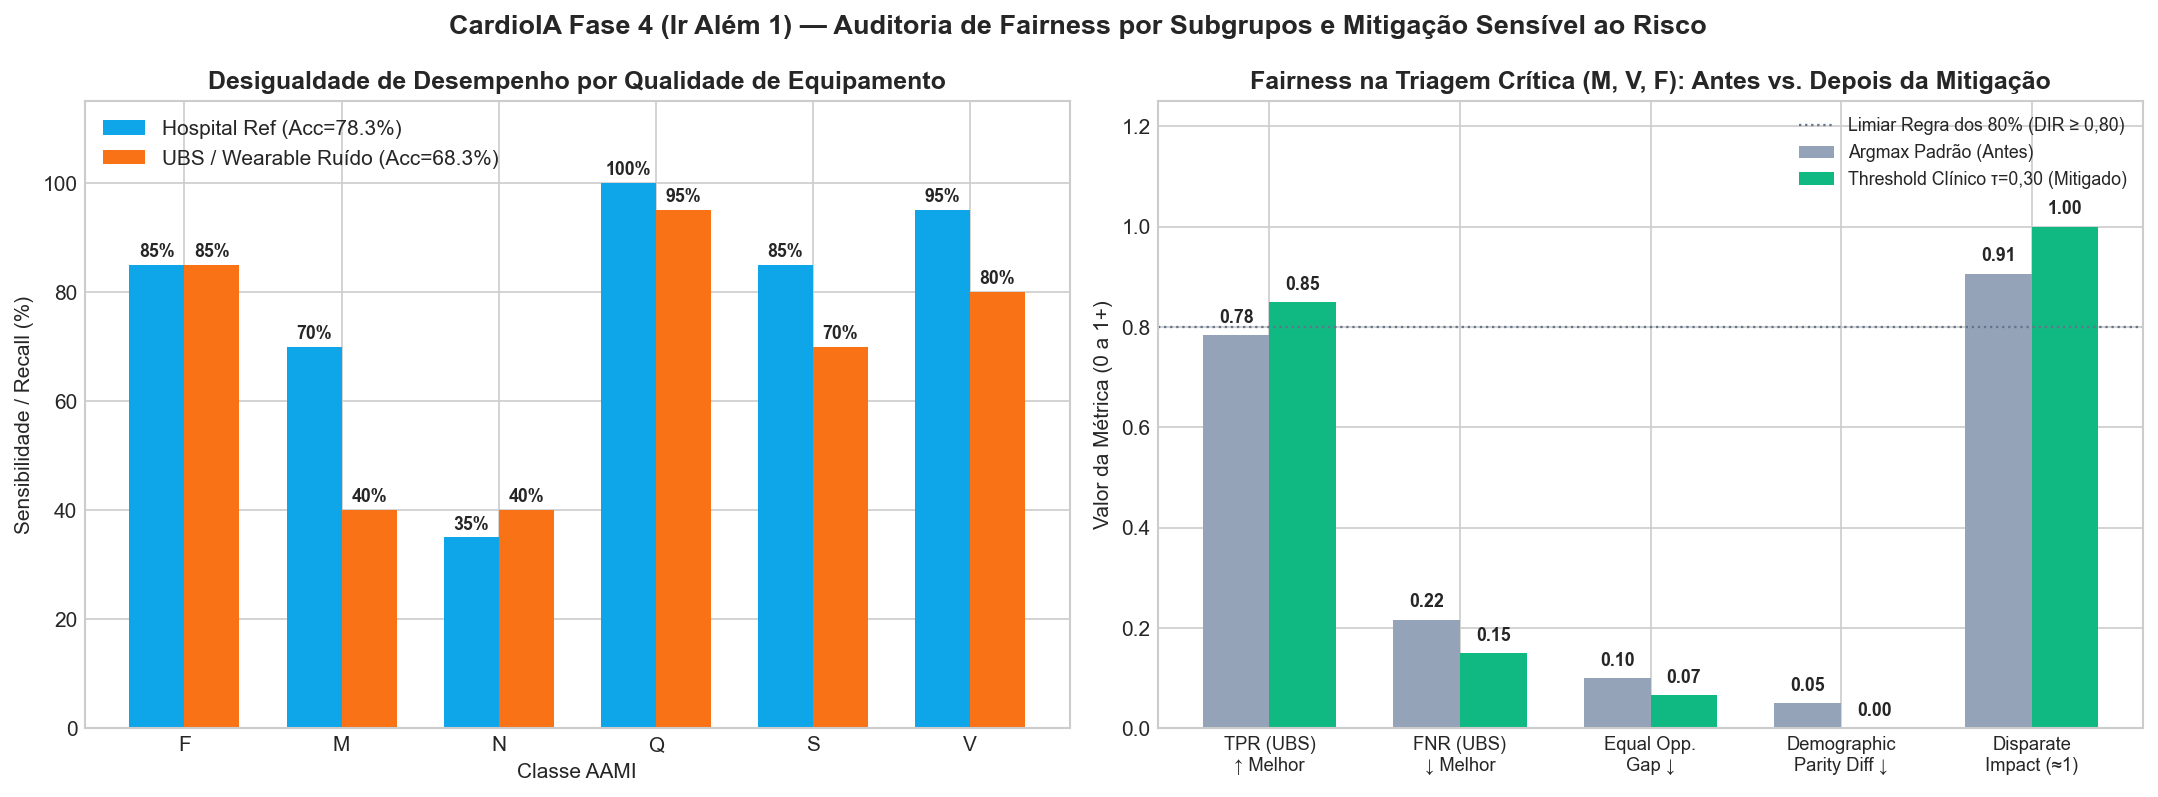 CardioIA Fase 4 (Ir Além 1) — Auditoria de Fairness por Subgrupos e Mitigação Sensível ao Risco
Desigualdade de Desempenho por Qualidade de Equipamento
Hospital Ref (Acc=78.3%)
UBS / Wearable Ruído (Acc=68.3%)
Sensibilidade / Recall (%)
100
80
60
40
20
0
85%
85%
70%
40%
35%
40%
100%
95%
85%
70%
95%
80%
F
M
N
Q
S
V
Classe AAMI
Fairness na Triagem Crítica (M, V, F): Antes vs. Depois da Mitigação
Limiar Regra dos 80% (DIR ≥ 0,80)
Argmax Padrão (Antes)
Threshold Clínico τ=0,30 (Mitigado)
Valor da Métrica (0 a 1+)
1.2
1.0
0.8
0.6
0.4
0.2
0.0
0.78
0.85
0.22
0.15
0.10
0.07
0.05
0.00
0.91
1.00
TPR (UBS)
↑ Melhor
FNR (UBS)
↓ Melhor
Equal Opp.
Gap ↓
Demographic
Parity Diff ↓
Disparate
Impact (≈1)